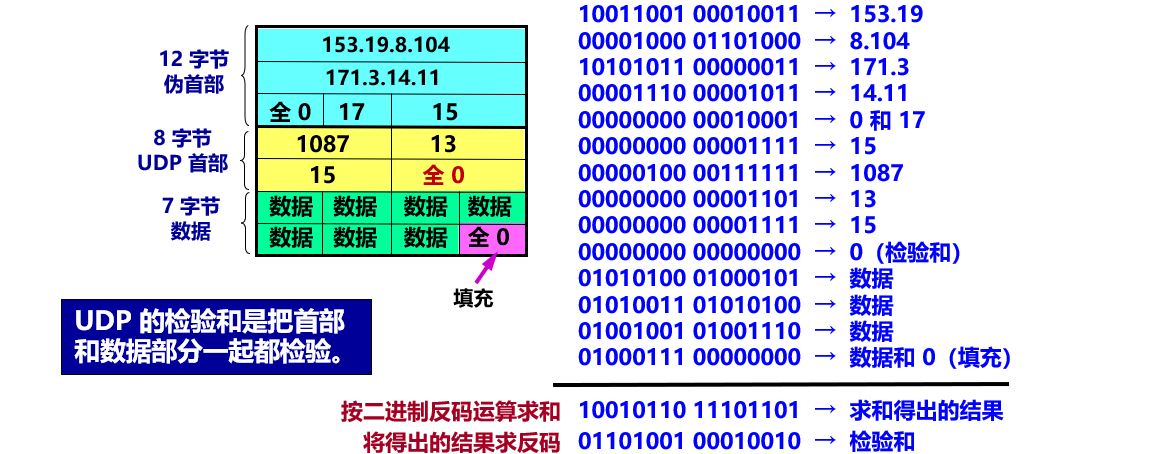 12 字节
伪首部
153.19.8.104
171.3.14.11
全 0 17 15
8 字节
UDP 首部
1087 13
15 全 0
7 字节
数据
数据 数据 数据 数据
数据 数据 数据 全 0
填充
UDP 的检验和是把首部
和数据部分一起都检验。
10011001 00010011 → 153.19
00001000 01101000 → 8.104
10101011 00000011 → 171.3
00001110 00001011 → 14.11
00000000 00010001 → 0 和 17
00000000 00001111 → 15
00000100 00111111 → 1087
00000000 00001101 → 13
00000000 00001111 → 15
00000000 00000000 → 0（检验和）
01010100 01000101 → 数据
01010011 01010100 → 数据
01001001 01001110 → 数据
01000111 00000000 → 数据和 0（填充）
按二进制反码运算求和 10010110 11101101 → 求和得出的结果
将得出的结果求反码 01101001 00010010 → 检验和